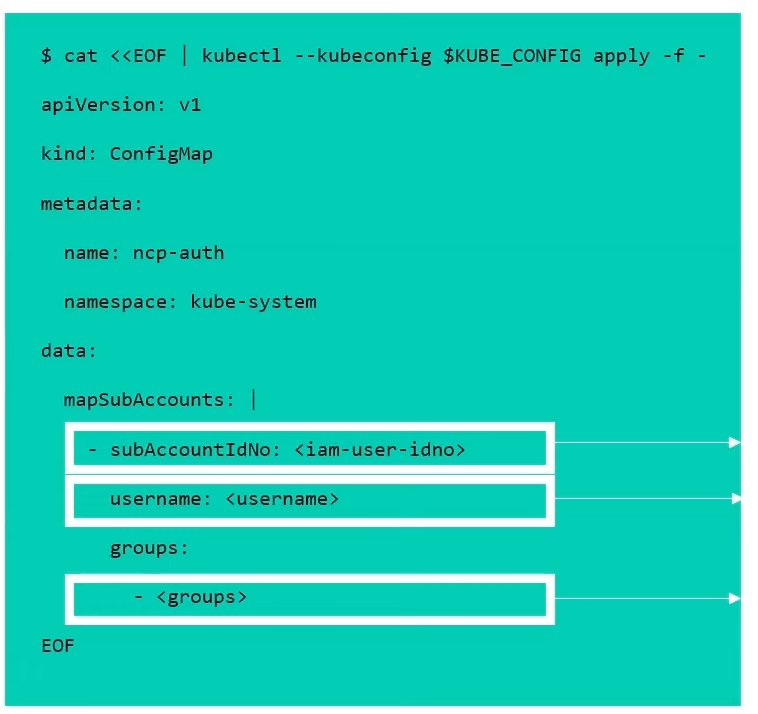 $ cat <<EOF | kubectl --kubeconfig $KUBE_CONFIG apply -f -
apiVersion: v1
kind: ConfigMap
metadata:
  name: ncp-auth
  namespace: kube-system
data:
  mapSubAccounts: |
    - subAccountIdNo: <iam-user-idno>
      username: <username>
      groups:
        - <groups>
EOF